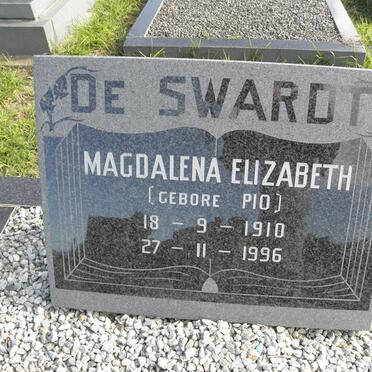 DE SWARDT
MAGDALENA ELIZABETH
(GEBORE PIO)
18 - 9 - 1910
27 - 11 - 1996